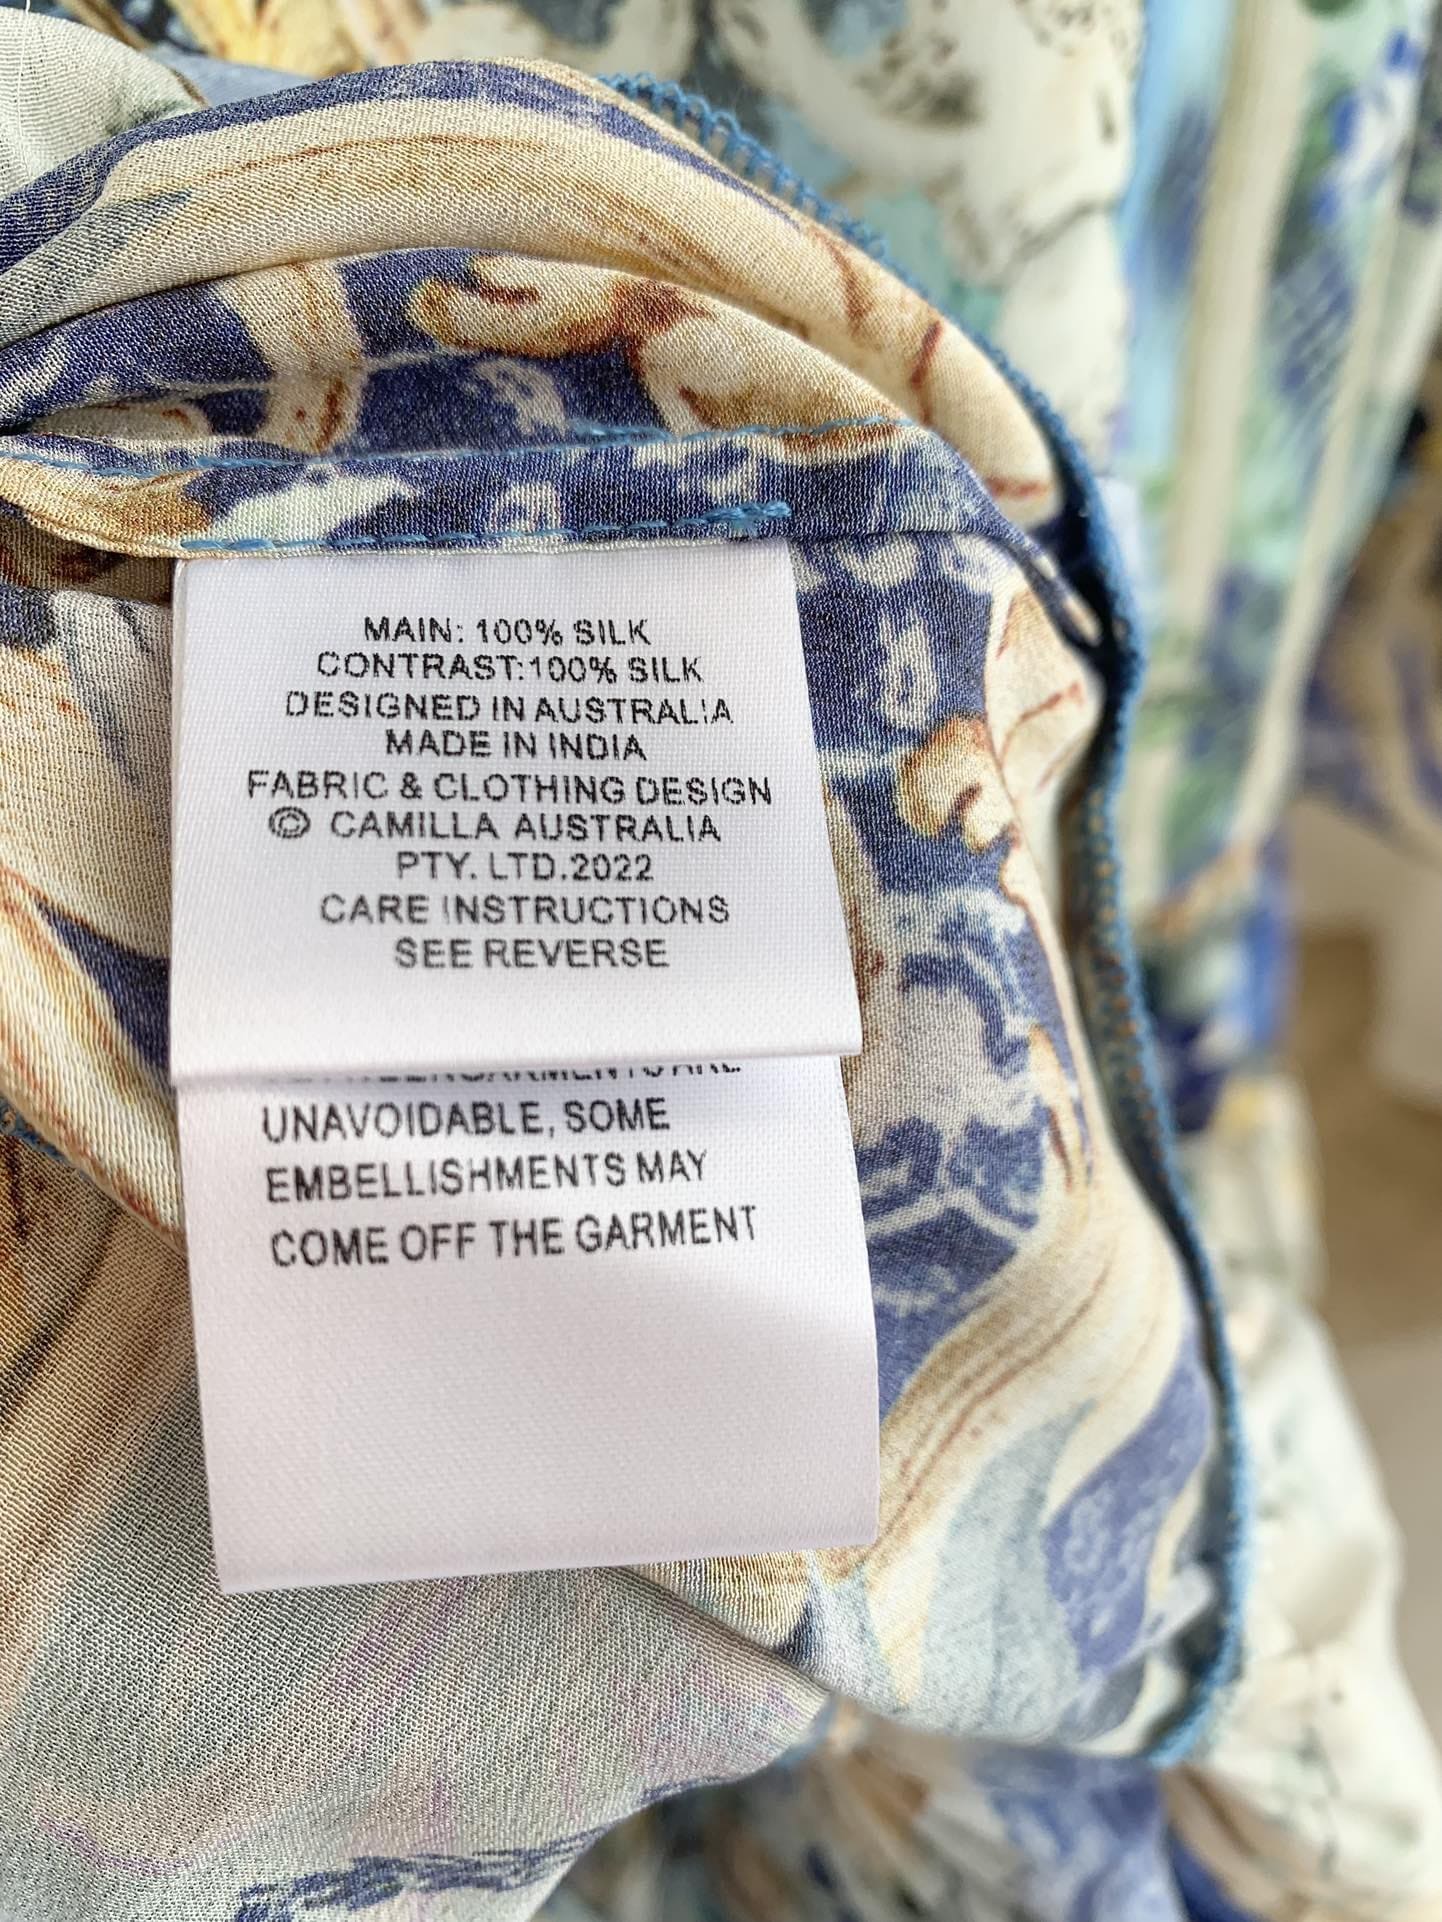 MAIN: 100% SILK
CONTRAST:100% SILK
DESIGNED IN AUSTRALIA
MADE IN INDIA
FABRIC & CLOTHING DESIGN
© CAMILLA AUSTRALIA
PTY. LTD.2022
CARE INSTRUCTIONS
SEE REVERSE
UNAVOIDABLE, SOME
EMBELLISHMENTS MAY
COME OFF THE GARMENT